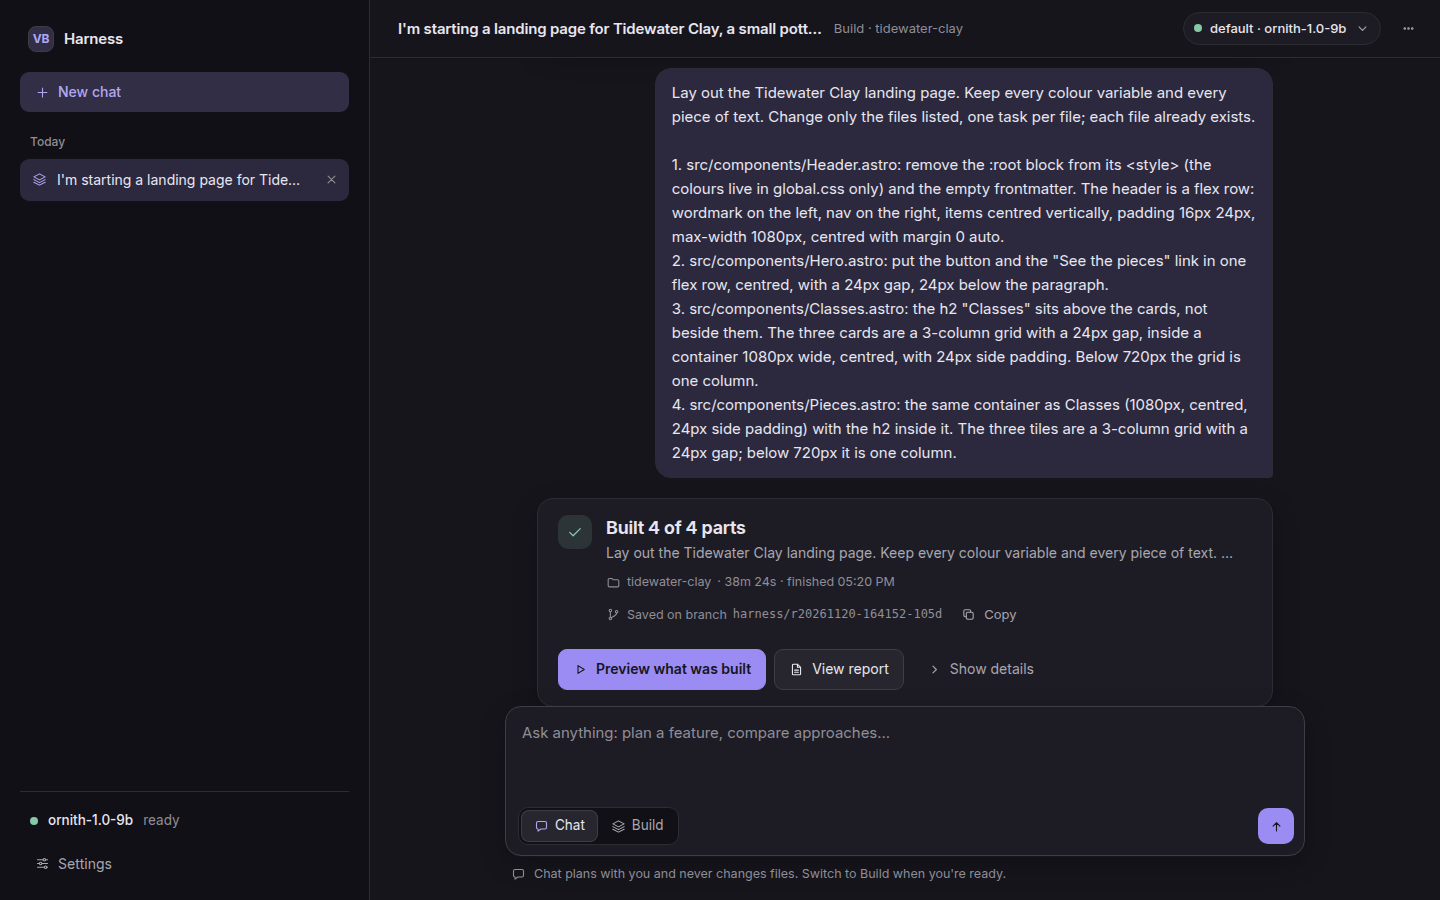 VB Harness
New chat
Today
I'm starting a landing page for Tide...
ornith-1.0-9b ready
Settings
I'm starting a landing page for Tidewater Clay, a small pott... Build · tidewater-clay
default · ornith-1.0-9b
Lay out the Tidewater Clay landing page. Keep every colour variable and every
piece of text. Change only the files listed, one task per file; each file already exists.
1. src/components/Header.astro: remove the :root block from its <style> (the
colours live in global.css only) and the empty frontmatter. The header is a flex row:
wordmark on the left, nav on the right, items centred vertically, padding 16px 24px,
max-width 1080px, centred with margin 0 auto.
2. src/components/Hero.astro: put the button and the "See the pieces" link in one
flex row, centred, with a 24px gap, 24px below the paragraph.
3. src/components/Classes.astro: the h2 "Classes" sits above the cards, not
beside them. The three cards are a 3-column grid with a 24px gap, inside a
container 1080px wide, centred, with 24px side padding. Below 720px the grid is
one column.
4. src/components/Pieces.astro: the same container as Classes (1080px, centred,
24px side padding) with the h2 inside it. The three tiles are a 3-column grid with a
24px gap; below 720px it is one column.
Built 4 of 4 parts
Lay out the Tidewater Clay landing page. Keep every colour variable and every piece of text. ...
tidewater-clay · 38m 24s · finished 05:20 PM
Saved on branch harness/r20261120-164152-105d Copy
Preview what was built View report Show details
Ask anything: plan a feature, compare approaches...
Chat Build
Chat plans with you and never changes files. Switch to Build when you're ready.